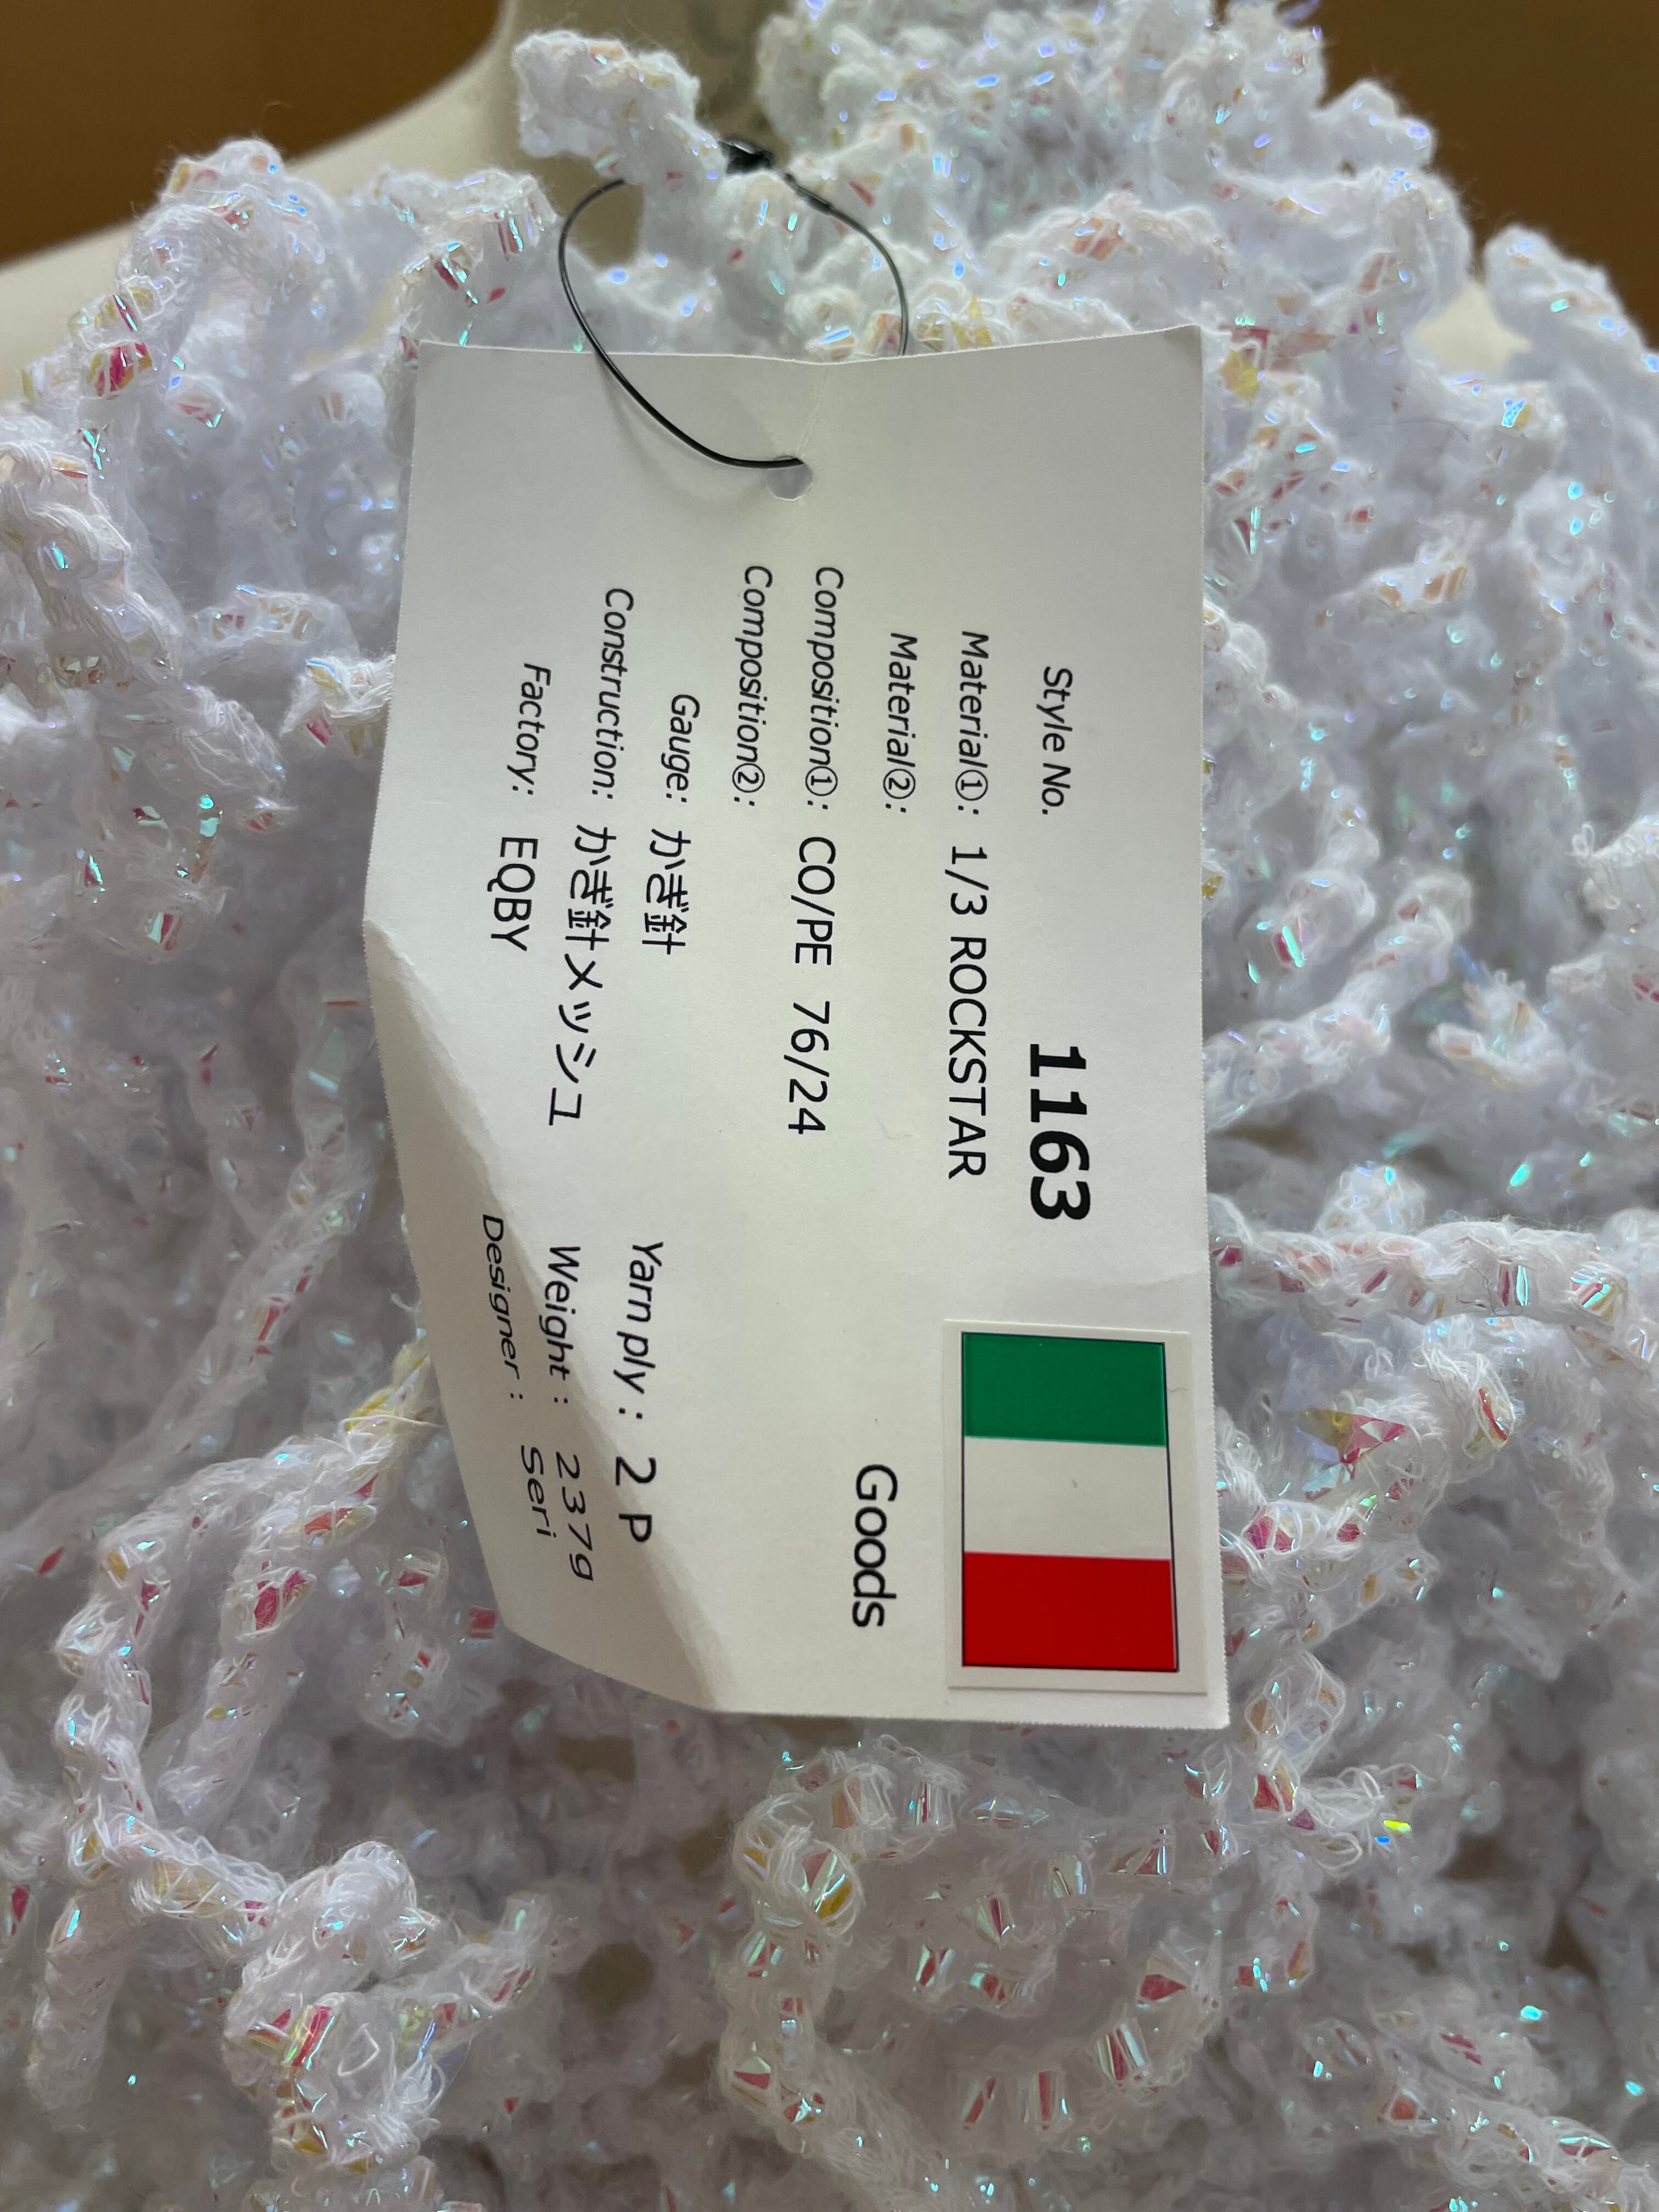 Style No. 1163
Material①: 1/3 ROCKSTAR
Material②:
Goods
Composition①: CO/PE 76/24
Composition②:
Gauge: かぎ針 Yarn ply : 2 P
Construction: かぎ針メッシュ Weight : 237g
Factory: EQBY Designer : Seri